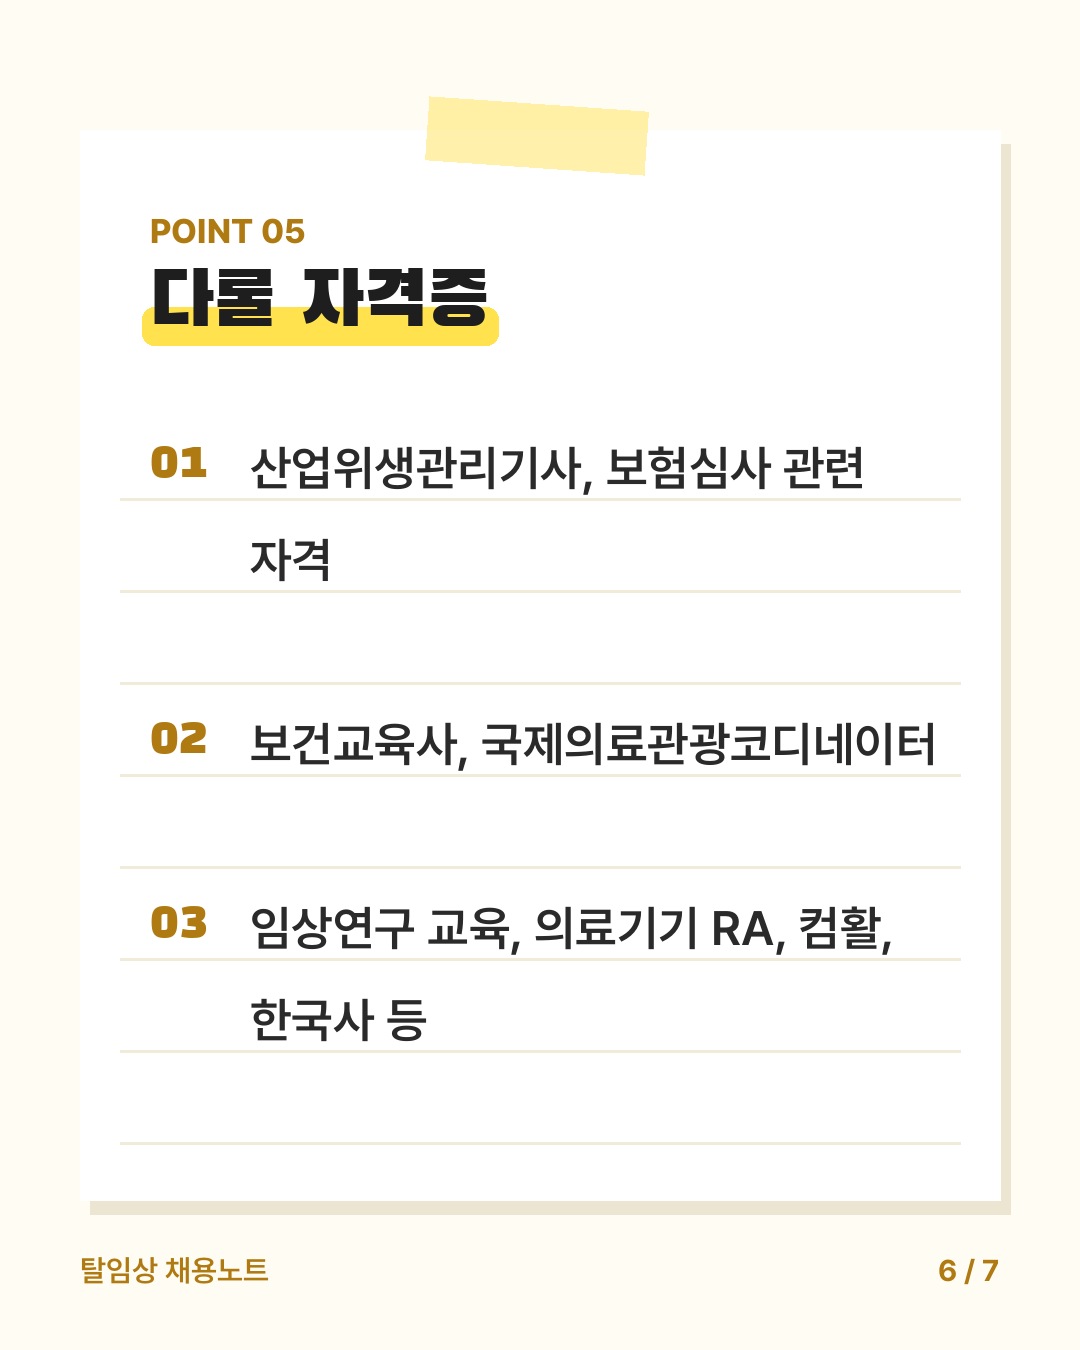 POINT 05
다룰 자격증
01 산업위생관리기사, 보험심사 관련
자격
02 보건교육사, 국제의료관광코디네이터
03 임상연구 교육, 의료기기 RA, 컴활,
한국사 등
탈임상 채용노트
6 / 7